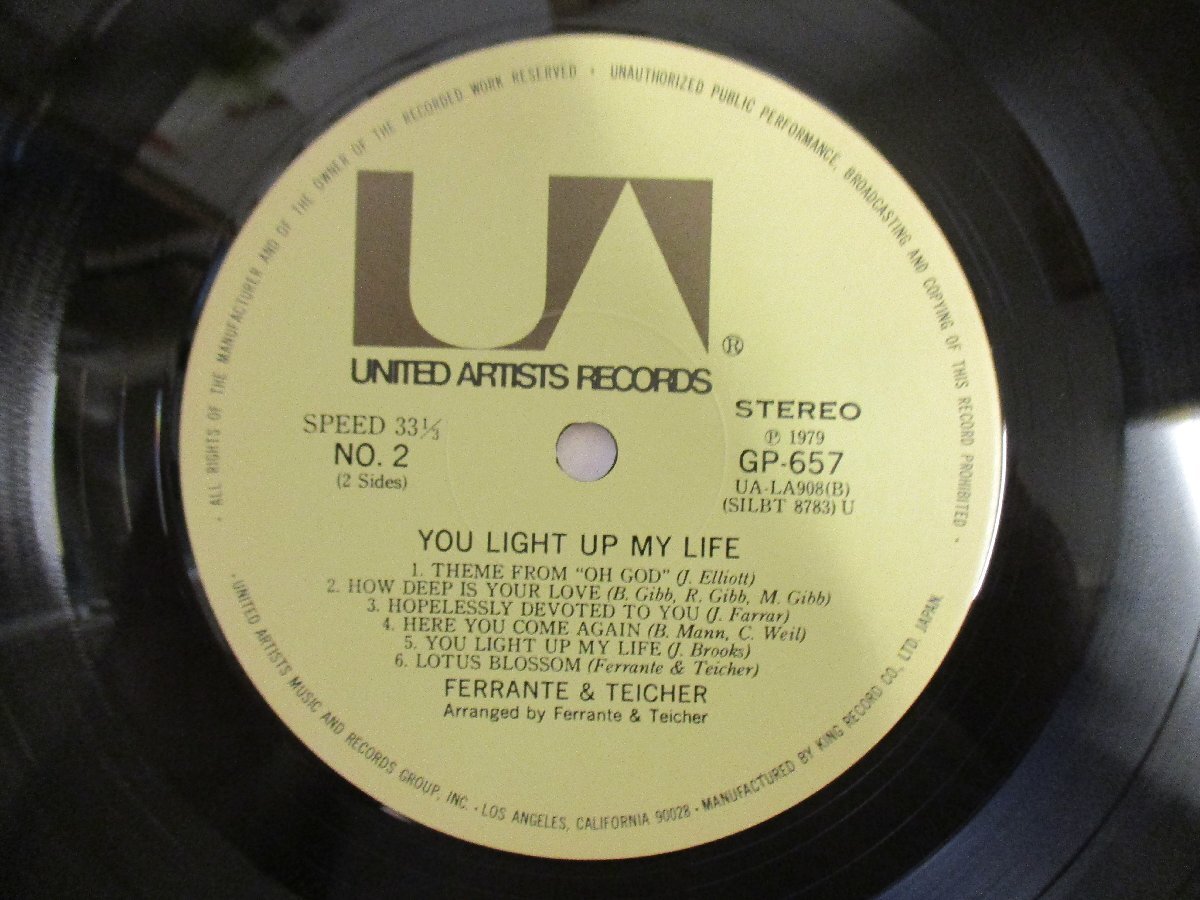 · ALL RIGHTS OF THE MANUFACTURER AND OF THE OWNER OF THE RECORDED WORK RESERVED · UNAUTHORIZED PUBLIC PERFORMANCE, BROADCASTING AND COPYING OF THIS RECORD PROHIBITED ·
UA
®
UNITED ARTISTS RECORDS
SPEED 33⅓
NO. 2
(2 Sides)
STEREO
℗ 1979
GP-657
UA-LA908(B)
(SILBT 8783) U
YOU LIGHT UP MY LIFE
1. THEME FROM "OH GOD" (J. Elliott)
2. HOW DEEP IS YOUR LOVE (B. Gibb, R. Gibb, M. Gibb)
3. HOPELESSLY DEVOTED TO YOU (J. Farrar)
4. HERE YOU COME AGAIN (B. Mann, C. Weil)
5. YOU LIGHT UP MY LIFE (J. Brooks)
6. LOTUS BLOSSOM (Ferrante & Teicher)
FERRANTE & TEICHER
Arranged by Ferrante & Teicher
· UNITED ARTISTS MUSIC AND RECORDS GROUP, INC. · LOS ANGELES, CALIFORNIA 90028 · MANUFACTURED BY KING RECORD CO., LTD. JAPAN.